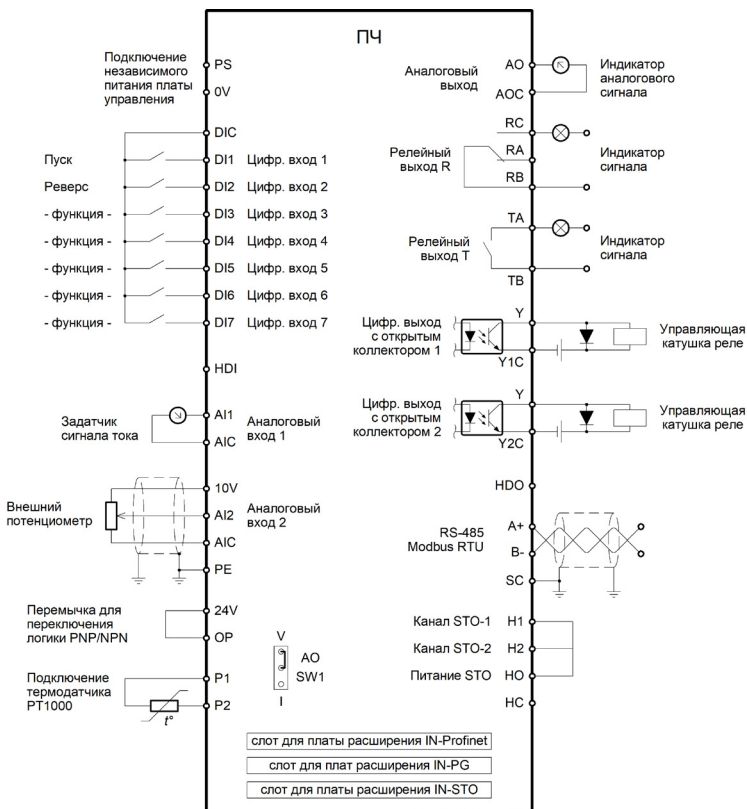 ПЧ
Подключение
независимого
питания платы
управления
PS
0V
DIC
Пуск
DI1 Цифр. вход 1
Реверс
DI2 Цифр. вход 2
- функция -
DI3 Цифр. вход 3
- функция -
DI4 Цифр. вход 4
- функция -
DI5 Цифр. вход 5
- функция -
DI6 Цифр. вход 6
- функция -
DI7 Цифр. вход 7
HDI
Задатчик
сигнала тока
AI1
AIC
Аналоговый
вход 1
Внешний
потенциометр
10V
AI2
AIC
PE
Аналоговый
вход 2
Перемычка для
переключения
логики PNP/NPN
24V
OP
Подключение
термодатчика
PT1000
P1
P2
t°
V
AO
SW1
I
Аналоговый
выход
AO
AOC
Индикатор
аналогового
сигнала
Релейный
выход R
RC
RA
RB
Индикатор
сигнала
Релейный
выход T
TA
TB
Индикатор
сигнала
Цифр. выход
с открытым
коллектором 1
Y
Y1C
Управляющая
катушка реле
Цифр. выход
с открытым
коллектором 2
Y
Y2C
Управляющая
катушка реле
HDO
RS-485
Modbus RTU
A+
B-
SC
Канал STO-1 H1
Канал STO-2 H2
Питание STO HO
HC
слот для платы расширения IN-Profinet
слот для плат расширения IN-PG
слот для платы расширения IN-STO